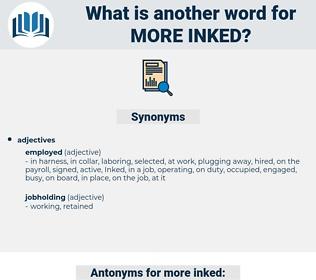 What is another word for
MORE INKED?
Synonyms
adjectives
employed (adjective)
- in harness, in collar, laboring, selected, at work, plugging away, hired, on the
payroll, signed, active, Inked, in a job, operating, on duty, occupied, engaged,
busy, on board, in place, on the job, at it
jobholding (adjective)
- working, retained
Antonyms for more inked: